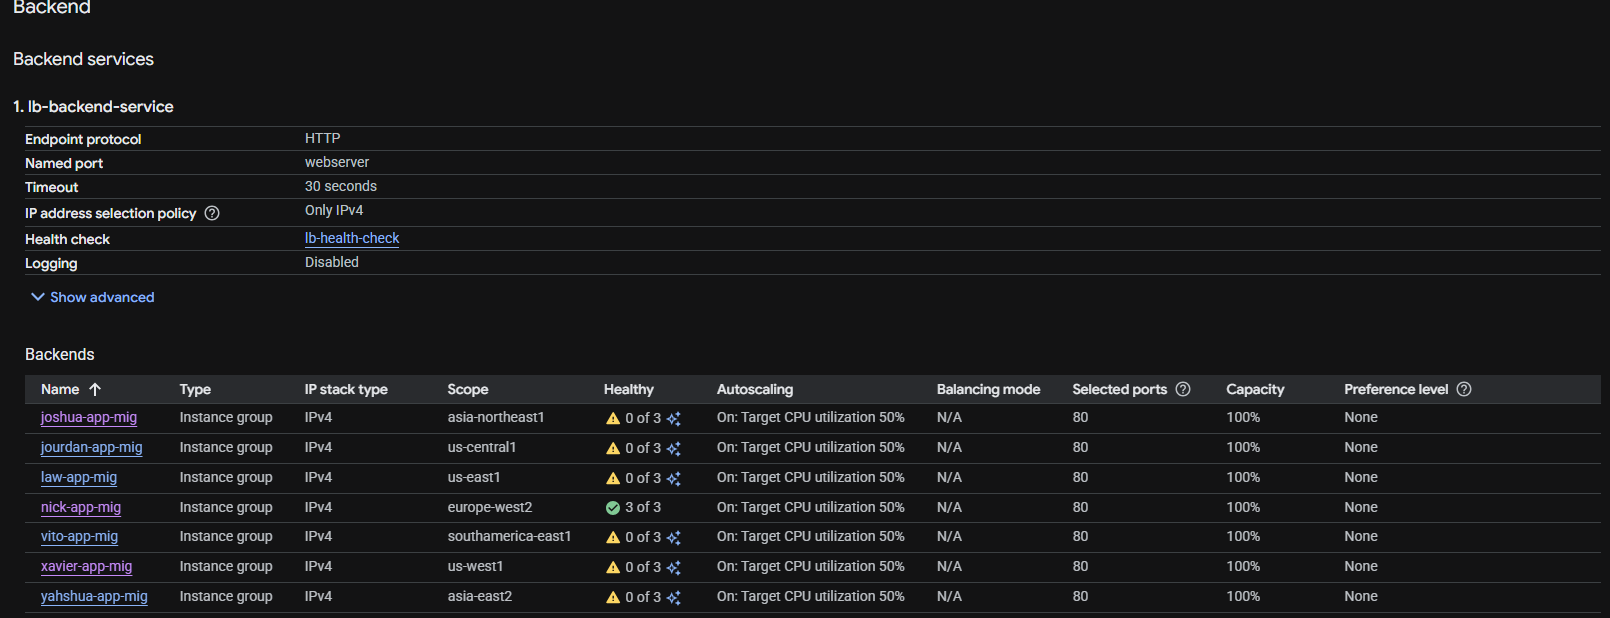 Backend
Backend services
1. lb-backend-service
Endpoint protocol HTTP
Named port webserver
Timeout 30 seconds
IP address selection policy Only IPv4
Health check lb-health-check
Logging Disabled
Show advanced
Backends
Name Type IP stack type Scope Healthy Autoscaling Balancing mode Selected ports Capacity Preference level
joshua-app-mig Instance group IPv4 asia-northeast1 0 of 3 On: Target CPU utilization 50% N/A 80 100% None
jourdan-app-mig Instance group IPv4 us-central1 0 of 3 On: Target CPU utilization 50% N/A 80 100% None
law-app-mig Instance group IPv4 us-east1 0 of 3 On: Target CPU utilization 50% N/A 80 100% None
nick-app-mig Instance group IPv4 europe-west2 3 of 3 On: Target CPU utilization 50% N/A 80 100% None
vito-app-mig Instance group IPv4 southamerica-east1 0 of 3 On: Target CPU utilization 50% N/A 80 100% None
xavier-app-mig Instance group IPv4 us-west1 0 of 3 On: Target CPU utilization 50% N/A 80 100% None
yahshua-app-mig Instance group IPv4 asia-east2 0 of 3 On: Target CPU utilization 50% N/A 80 100% None